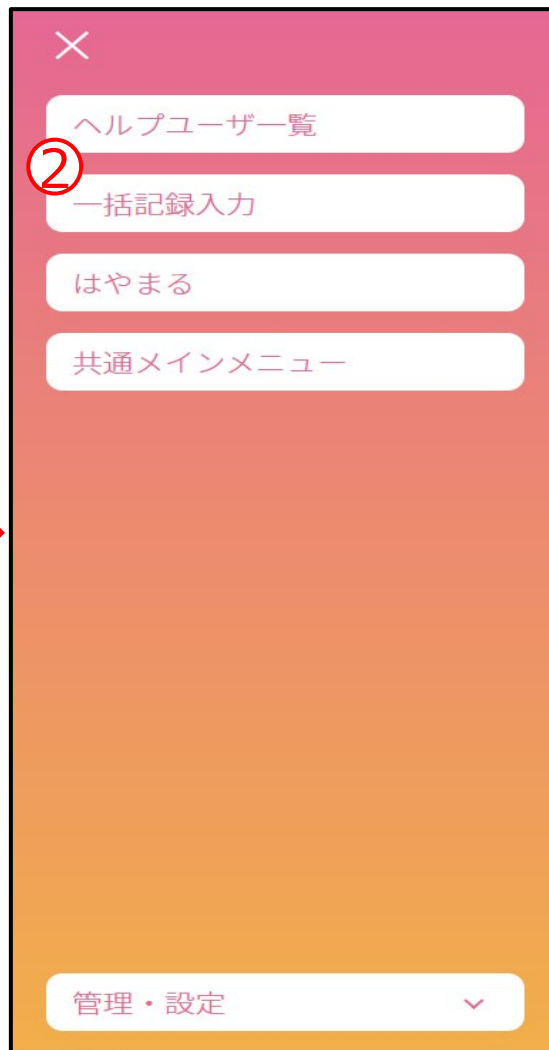 ヘルプユーザ一覧
②
一括記録入力
はやまる
共通メインメニュー
管理・設定